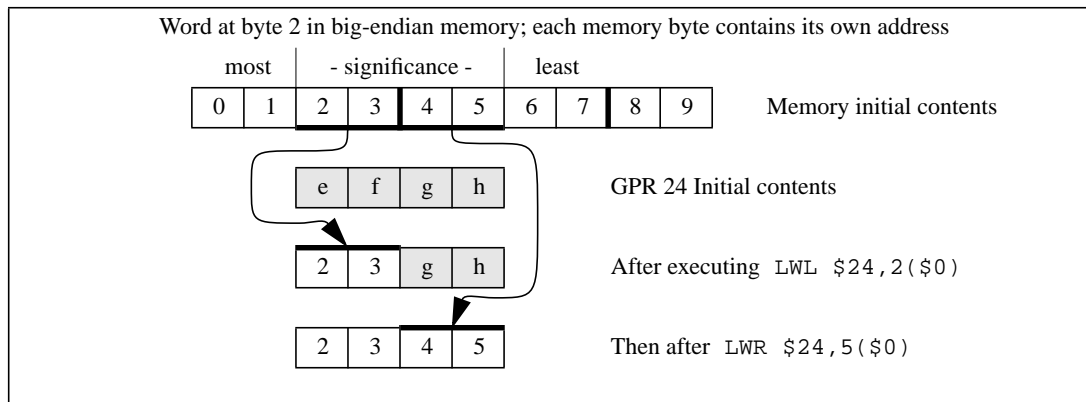 Word at byte 2 in big-endian memory; each memory byte contains its own address
most - significance - least
0 1 2 3 4 5 6 7 8 9 Memory initial contents
e f g h GPR 24 Initial contents
2 3 g h After executing LWL $24,2($0)
2 3 4 5 Then after LWR $24,5($0)